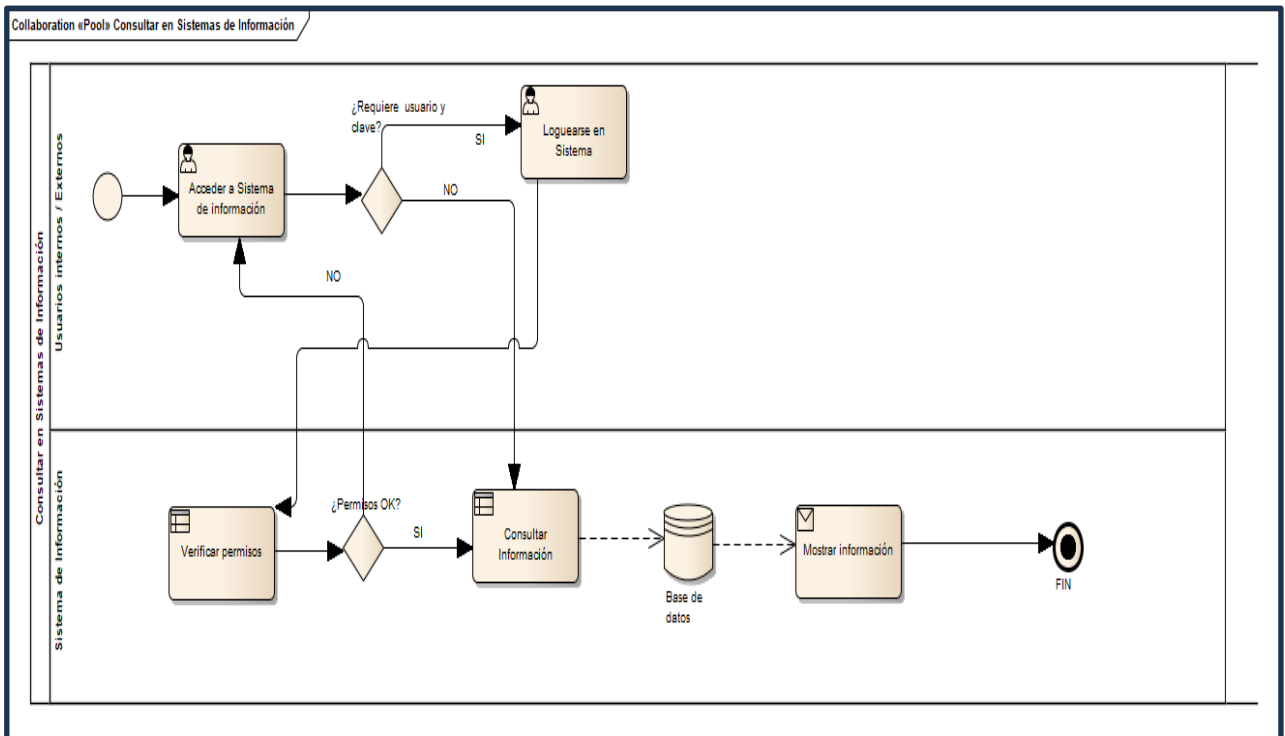 Collaboration «Pool» Consultar en Sistemas de Información
Consultar en Sistemas de Información
Usuarios internos / Externos
¿Requiere usuario y
clave?
SI
Loguearse en
Sistema
Acceder a Sistema
de información
NO
NO
Sistema de Información
¿Permisos OK?
Verificar permisos
SI
Consultar
Información
Base de
datos
Mostrar información
FIN